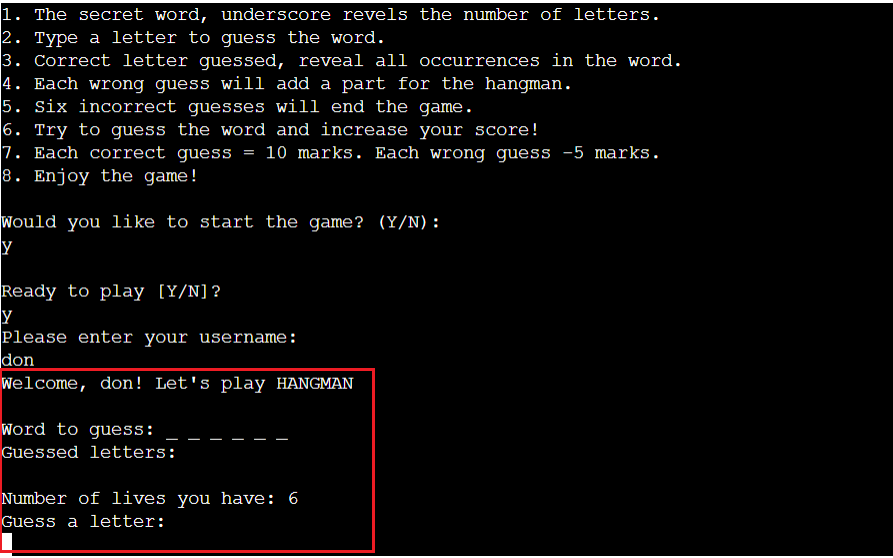 1. The secret word, underscore revels the number of letters.
2. Type a letter to guess the word.
3. Correct letter guessed, reveal all occurrences in the word.
4. Each wrong guess will add a part for the hangman.
5. Six incorrect guesses will end the game.
6. Try to guess the word and increase your score!
7. Each correct guess = 10 marks. Each wrong guess -5 marks.
8. Enjoy the game!
Would you like to start the game? (Y/N):
y
Ready to play [Y/N]?
y
Please enter your username:
don
Welcome, don! Let's play HANGMAN
Word to guess: _ _ _ _ _ _
Guessed letters:
Number of lives you have: 6
Guess a letter: